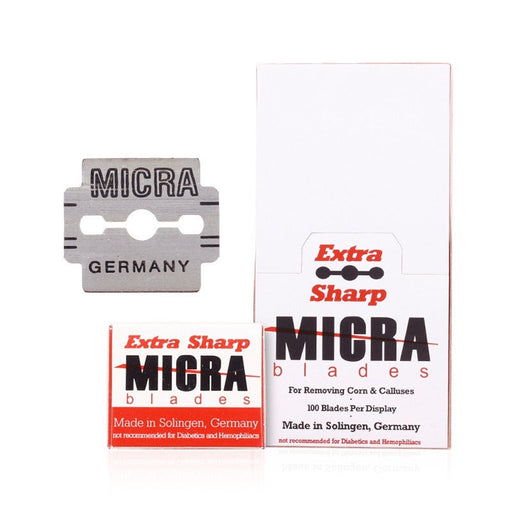 MICRA
GERMANY
Extra Sharp
MICRA
blades
Made in Solingen, Germany
not recommended for Diabetics and Hemophiliacs
Extra
Sharp
MICRA
blades
For Removing Corn & Calluses
100 Blades Per Display
Made in Solingen, Germany
not recommended for Diabetics and Hemophiliacs